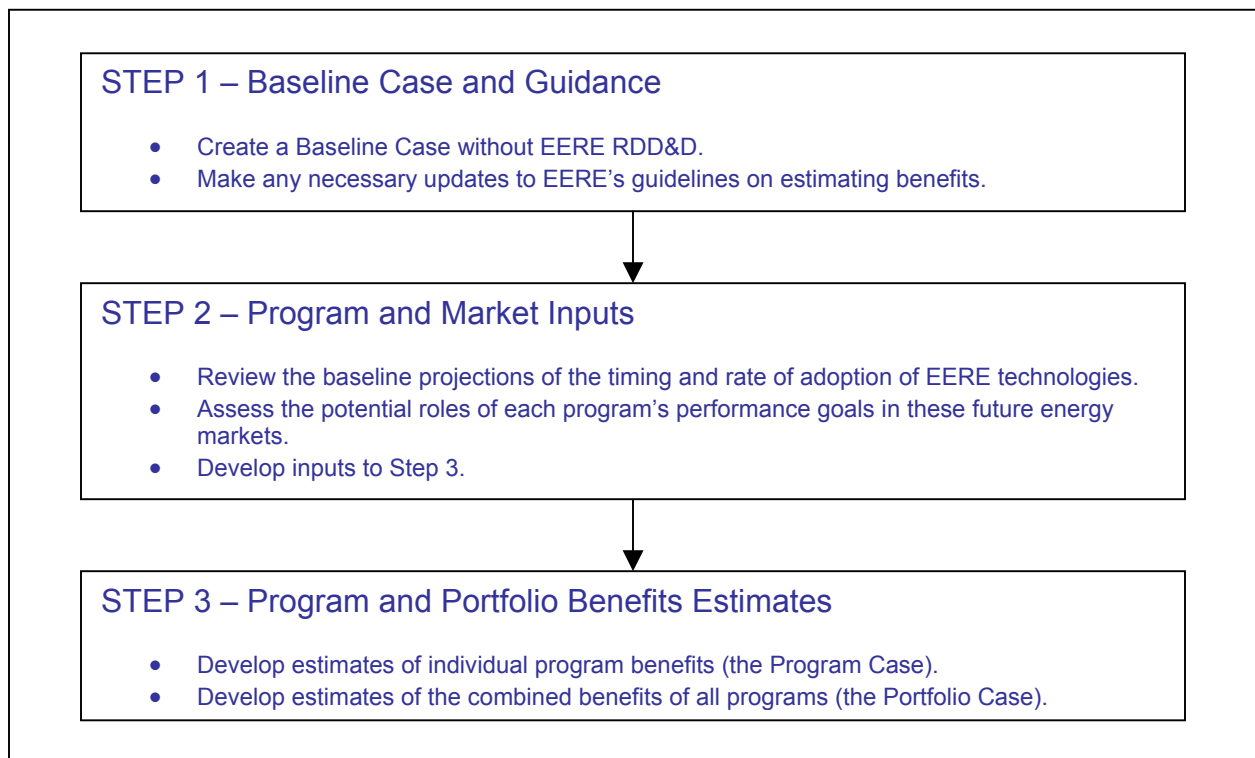 STEP 1 – Baseline Case and Guidance
• Create a Baseline Case without EERE RDD&D.
• Make any necessary updates to EERE's guidelines on estimating benefits.
STEP 2 – Program and Market Inputs
• Review the baseline projections of the timing and rate of adoption of EERE technologies.
• Assess the potential roles of each program's performance goals in these future energy
markets.
• Develop inputs to Step 3.
STEP 3 – Program and Portfolio Benefits Estimates
• Develop estimates of individual program benefits (the Program Case).
• Develop estimates of the combined benefits of all programs (the Portfolio Case).